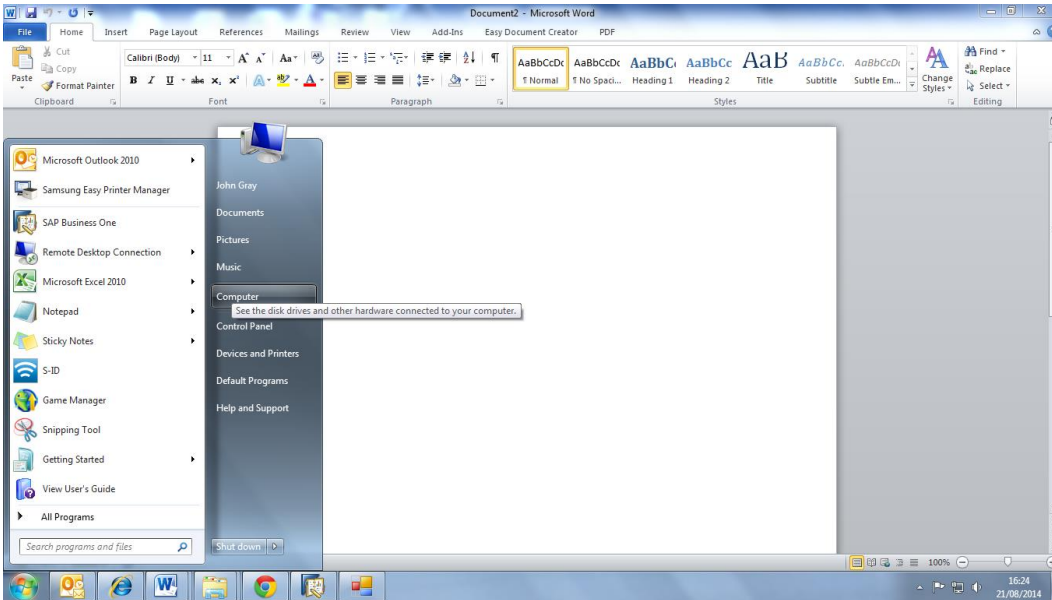 Document2 - Microsoft Word
File Home Insert Page Layout References Mailings Review View Add-Ins Easy Document Creator PDF
Paste
Cut
Copy
Format Painter
Clipboard
Calibri (Body) 11 A A Aa
B I U abc x₂ x² A ab A
Font
Paragraph
AaBbCcDc AaBbCcDc AaBbC AaBbCc AaB AaBbCc. AaBbCcDc
¶ Normal ¶ No Spaci... Heading 1 Heading 2 Title Subtitle Subtle Em...
Change
Styles
Styles
Find
Replace
Select
Editing
Microsoft Outlook 2010
Samsung Easy Printer Manager
SAP Business One
Remote Desktop Connection
Microsoft Excel 2010
Notepad
Sticky Notes
S-ID
Game Manager
Snipping Tool
Getting Started
View User's Guide
All Programs
Search programs and files
John Gray
Documents
Pictures
Music
Computer
See the disk drives and other hardware connected to your computer.
Control Panel
Devices and Printers
Default Programs
Help and Support
Shut down
100%
16:24
21/08/2014